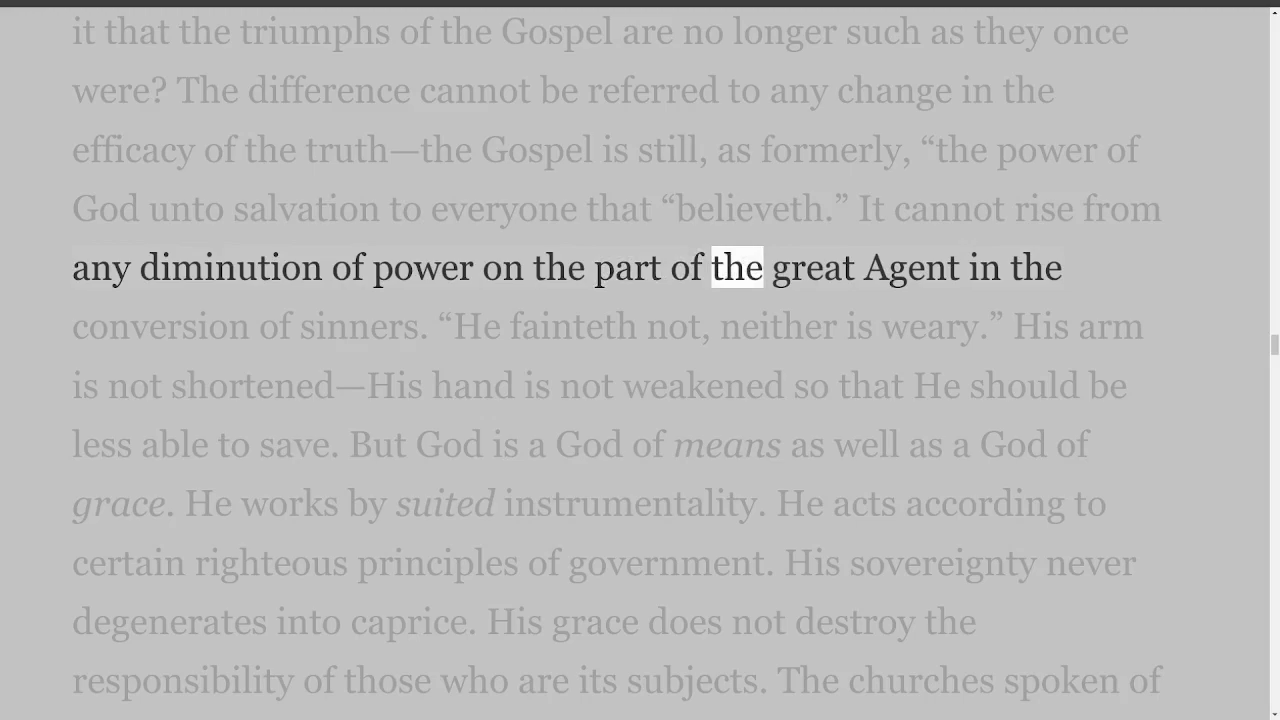 it that the triumphs of the Gospel are no longer such as they once
were? The difference cannot be referred to any change in the
efficacy of the truth—the Gospel is still, as formerly, “the power of
God unto salvation to everyone that “believeth.” It cannot rise from
any diminution of power on the part of the great Agent in the
conversion of sinners. “He fainteth not, neither is weary.” His arm
is not shortened—His hand is not weakened so that He should be
less able to save. But God is a God of means as well as a God of
grace. He works by suited instrumentality. He acts according to
certain righteous principles of government. His sovereignty never
degenerates into caprice. His grace does not destroy the
responsibility of those who are its subjects. The churches spoken of